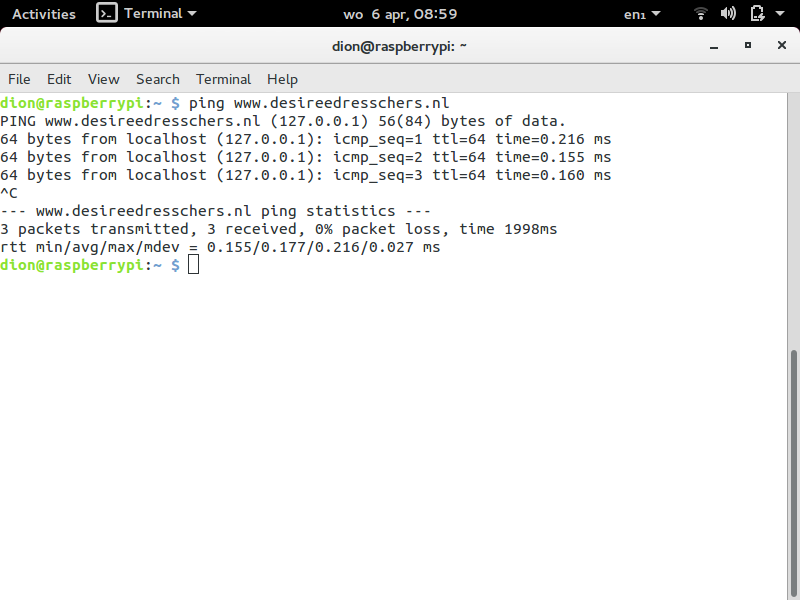 Activities Terminal wo 6 apr, 08:59 en₁
dion@raspberrypi: ~
File Edit View Search Terminal Help
dion@raspberrypi:~ $ ping www.desireedresschers.nl
PING www.desireedresschers.nl (127.0.0.1) 56(84) bytes of data.
64 bytes from localhost (127.0.0.1): icmp_seq=1 ttl=64 time=0.216 ms
64 bytes from localhost (127.0.0.1): icmp_seq=2 ttl=64 time=0.155 ms
64 bytes from localhost (127.0.0.1): icmp_seq=3 ttl=64 time=0.160 ms
^C
--- www.desireedresschers.nl ping statistics ---
3 packets transmitted, 3 received, 0% packet loss, time 1998ms
rtt min/avg/max/mdev = 0.155/0.177/0.216/0.027 ms
dion@raspberrypi:~ $